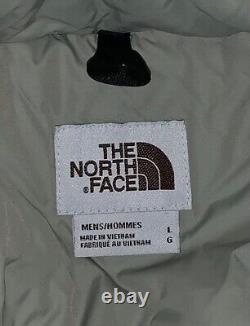 THE
NORTH
FACE
MENS/HOMMES L
MADE IN VIETNAM G
FABRIQUÉ AU VIETNAM